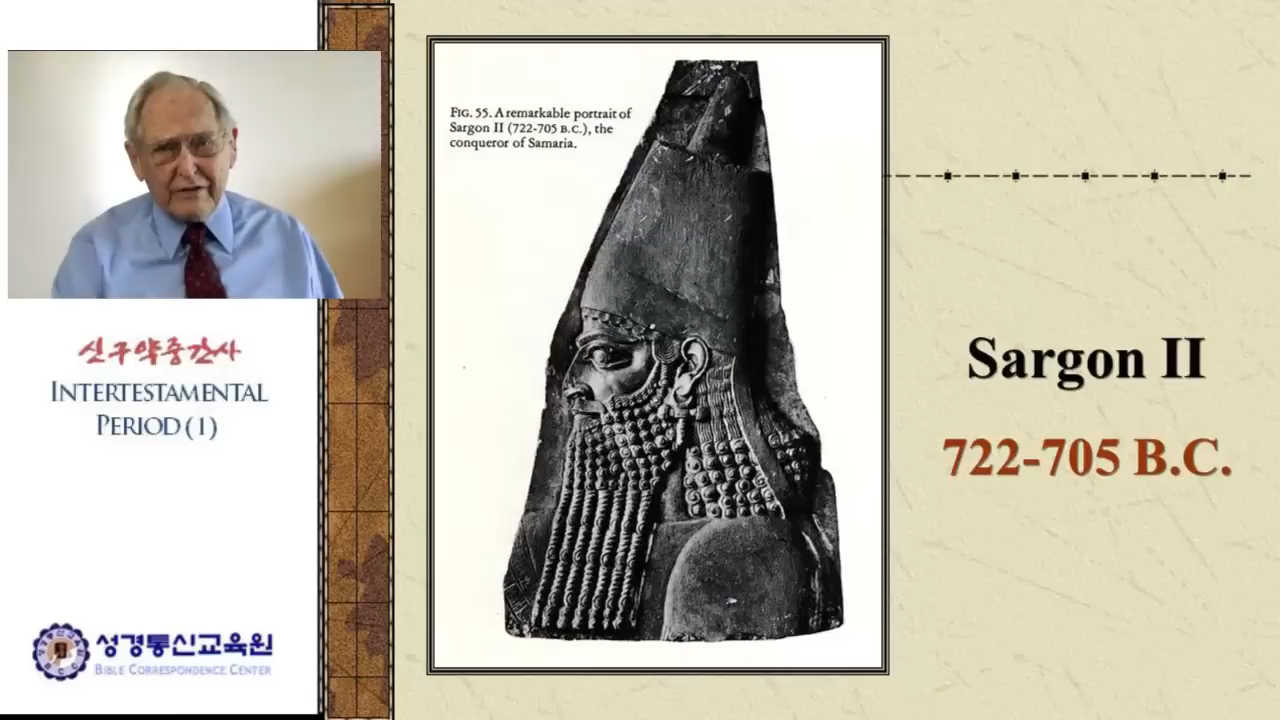 FIG. 55. A remarkable portrait of
Sargon II (722-705 B.C.), the
conqueror of Samaria.
Sargon II
722-705 B.C.
신구약중간사
INTERTESTAMENTAL
PERIOD (1)
성경통신교육원
BIBLE CORRESPONDENCE CENTER